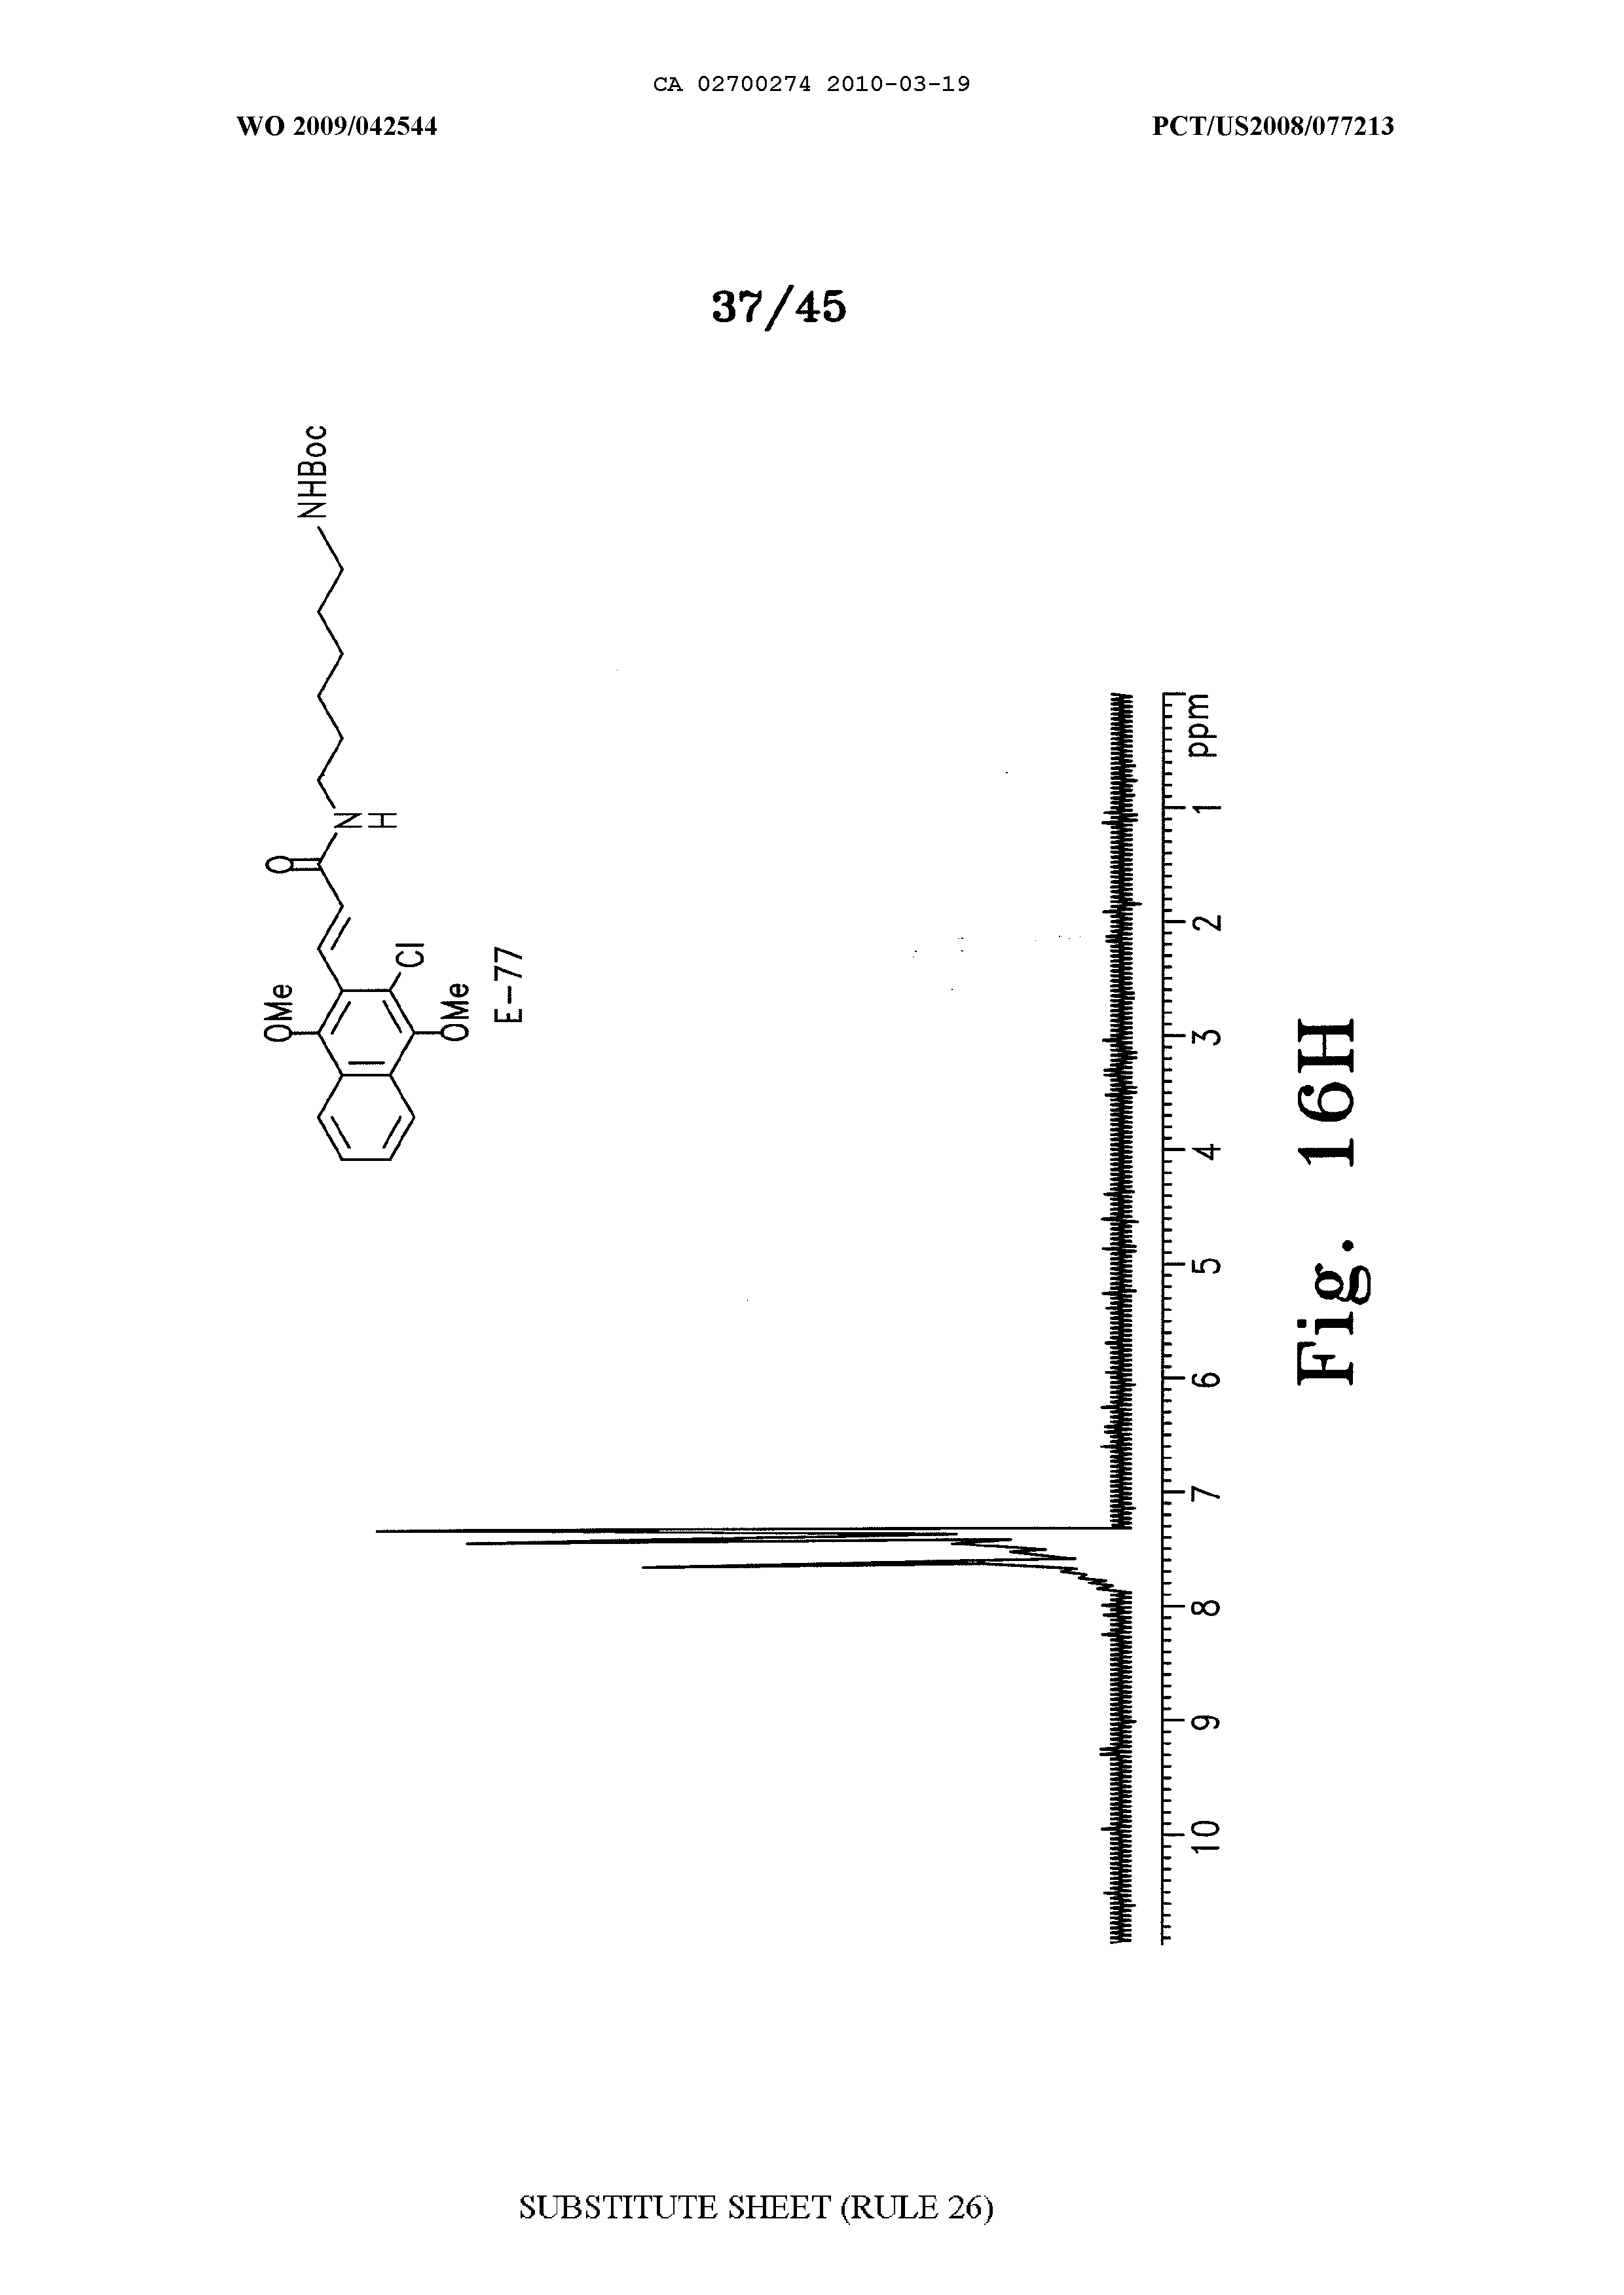 CA 02700274 2010-03-19
WO 2009/042544 PCT/US2008/077213
37/45
NHBoc
O
N
H
OMe
Cl
OMe
E-77
ppm
1
2
3
4
5
6
7
8
9
10
Fig. 16H
SUBSTITUTE SHEET (RULE 26)